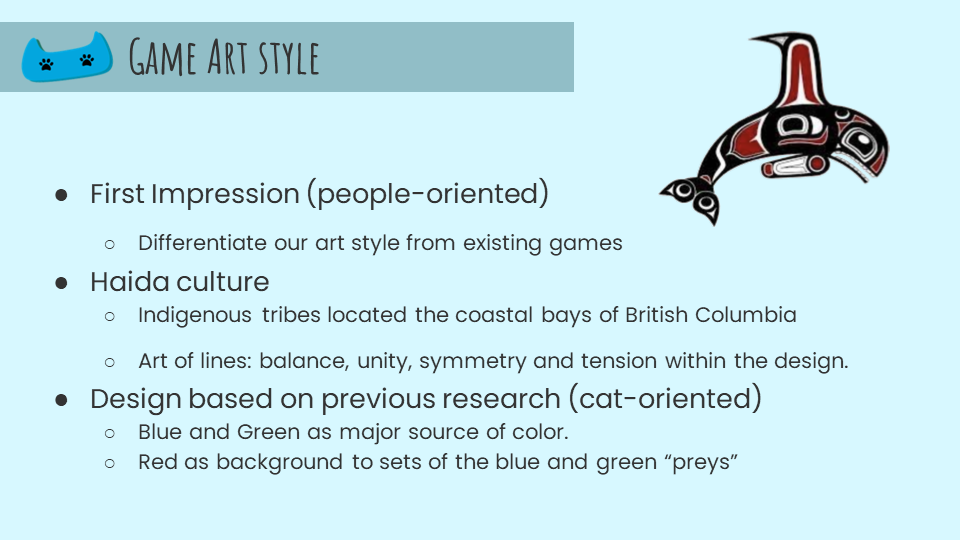 Game Art style
● First Impression (people-oriented)
○ Differentiate our art style from existing games
● Haida culture
○ Indigenous tribes located the coastal bays of British Columbia
○ Art of lines: balance, unity, symmetry and tension within the design.
● Design based on previous research (cat-oriented)
○ Blue and Green as major source of color.
○ Red as background to sets of the blue and green “preys”